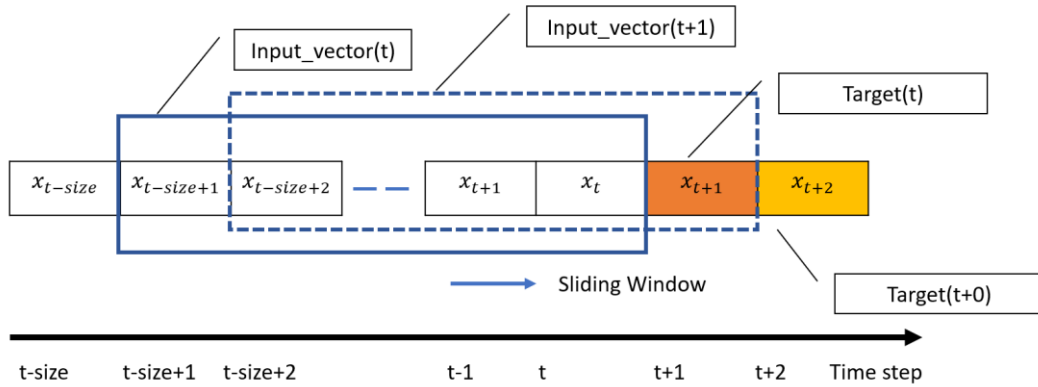 Input_vector(t+1)
Input_vector(t)
Target(t)
x_{t-size} x_{t-size+1} x_{t-size+2} x_{t+1} x_t x_{t+1} x_{t+2}
Sliding Window
Target(t+0)
t-size t-size+1 t-size+2 t-1 t t+1 t+2 Time step